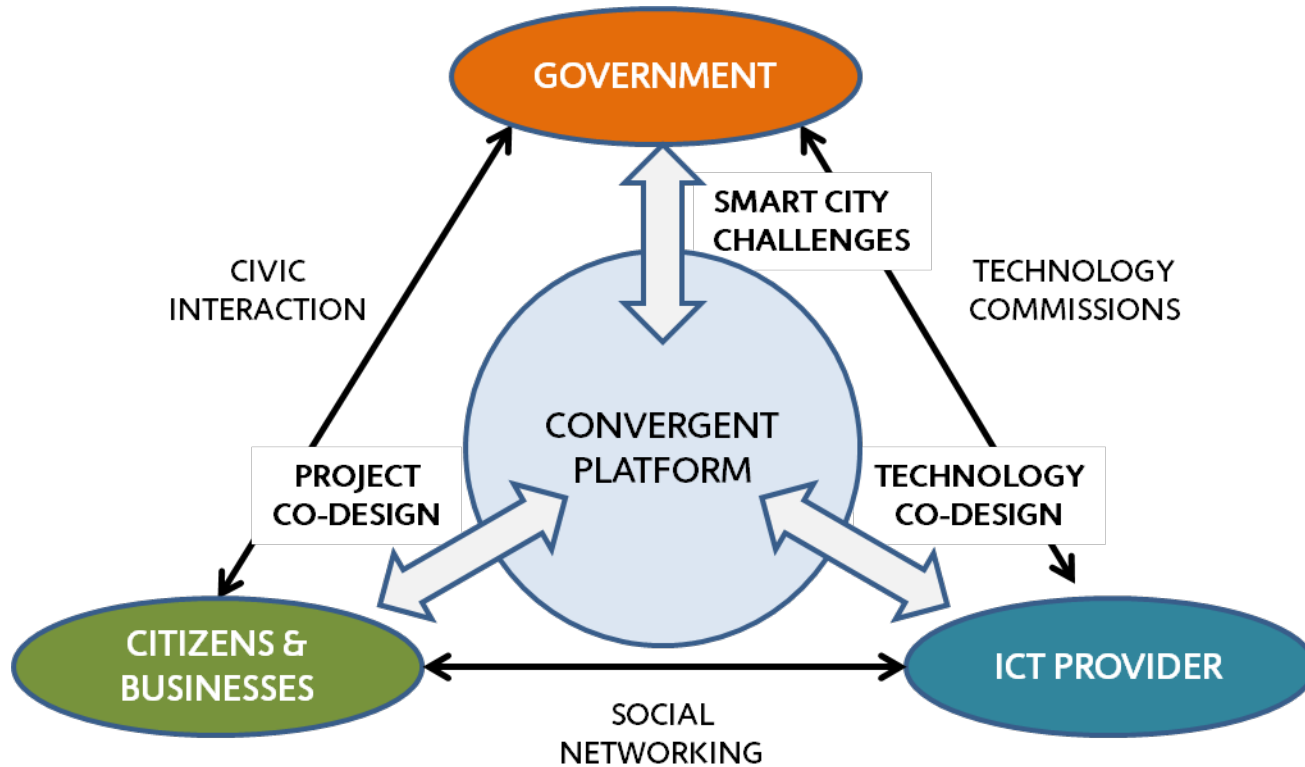 GOVERNMENT
SMART CITY
CHALLENGES
CIVIC
INTERACTION
TECHNOLOGY
COMMISSIONS
CONVERGENT
PLATFORM
PROJECT
CO-DESIGN
TECHNOLOGY
CO-DESIGN
CITIZENS &
BUSINESSES
ICT PROVIDER
SOCIAL
NETWORKING